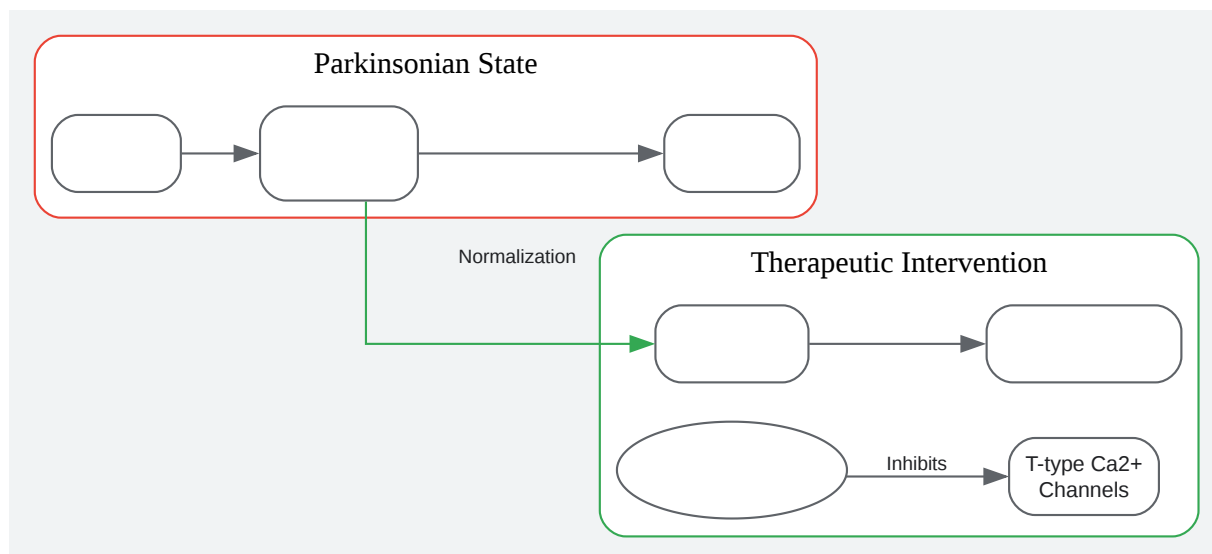 Parkinsonian State
Normalization
Therapeutic Intervention
Inhibits
T-type Ca2+
Channels